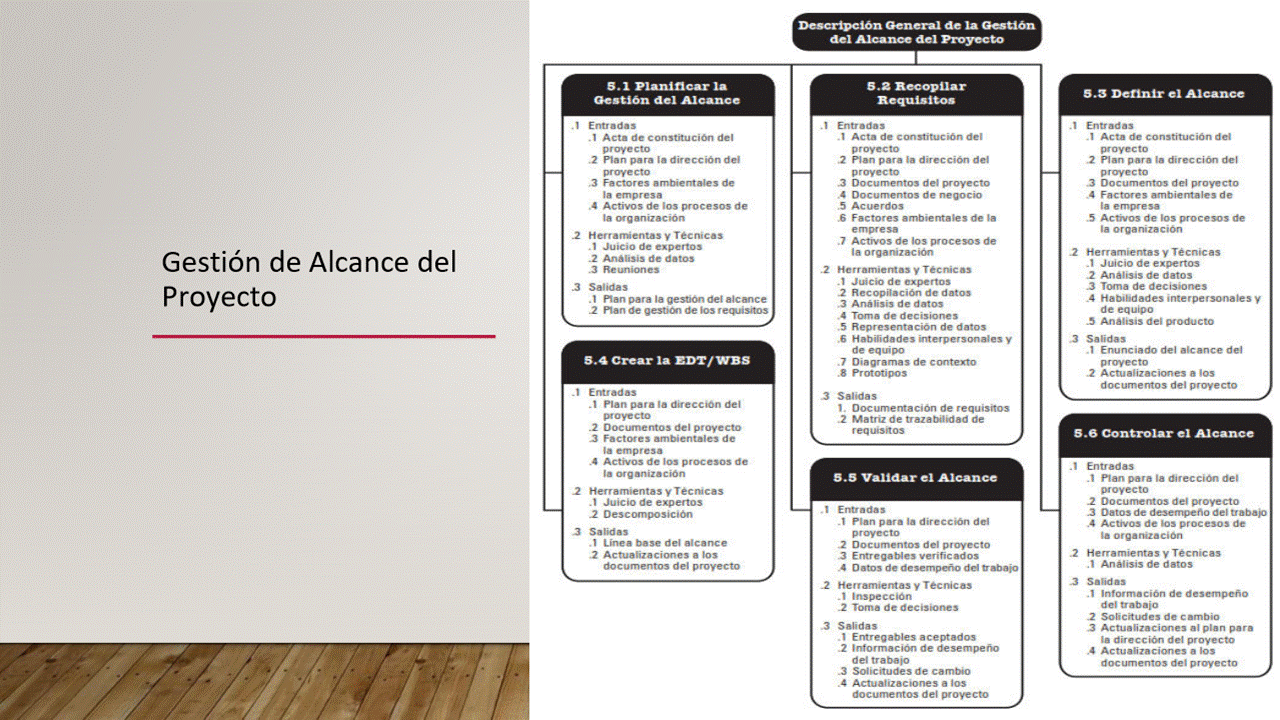 Gestión de Alcance del
Proyecto
Descripción General de la Gestión
del Alcance del Proyecto
5.1 Planificar la
Gestión del Alcance
.1 Entradas
.1 Acta de constitución del
proyecto
.2 Plan para la dirección del
proyecto
.3 Factores ambientales de
la empresa
.4 Activos de los procesos de
la organización
.2 Herramientas y Técnicas
.1 Juicio de expertos
.2 Análisis de datos
.3 Reuniones
.3 Salidas
.1 Plan para la gestión del alcance
.2 Plan de gestión de los requisitos
5.2 Recopilar
Requisitos
.1 Entradas
.1 Acta de constitución del
proyecto
.2 Plan para la dirección del
proyecto
.3 Documentos del proyecto
.4 Documentos de negocio
.5 Acuerdos
.6 Factores ambientales de la
empresa
.7 Activos de los procesos de
la organización
.2 Herramientas y Técnicas
.1 Juicio de expertos
.2 Recopilación de datos
.3 Análisis de datos
.4 Toma de decisiones
.5 Representación de datos
.6 Habilidades interpersonales y
de equipo
.7 Diagramas de contexto
.8 Prototipos
.3 Salidas
1. Documentación de requisitos
.2 Matriz de trazabilidad de
requisitos
5.3 Definir el Alcance
.1 Entradas
.1 Acta de constitución del
proyecto
.2 Plan para la dirección del
proyecto
.3 Documentos del proyecto
.4 Factores ambientales de
la empresa
.5 Activos de los procesos de
la organización
.2 Herramientas y Técnicas
.1 Juicio de expertos
.2 Análisis de datos
.3 Toma de decisiones
.4 Habilidades interpersonales y
de equipo
.5 Análisis del producto
.3 Salidas
.1 Enunciado del alcance del
proyecto
.2 Actualizaciones a los
documentos del proyecto
5.4 Crear la EDT/WBS
.1 Entradas
.1 Plan para la dirección del
proyecto
.2 Documentos del proyecto
.3 Factores ambientales de
la empresa
.4 Activos de los procesos de
la organización
.2 Herramientas y Técnicas
.1 Juicio de expertos
.2 Descomposición
.3 Salidas
.1 Línea base del alcance
.2 Actualizaciones a los
documentos del proyecto
5.5 Validar el Alcance
.1 Entradas
.1 Plan para la dirección del
proyecto
.2 Documentos del proyecto
.3 Entregables verificados
.4 Datos de desempeño del trabajo
.2 Herramientas y Técnicas
.1 Inspección
.2 Toma de decisiones
.3 Salidas
.1 Entregables aceptados
.2 Información de desempeño
del trabajo
.3 Solicitudes de cambio
.4 Actualizaciones a los
documentos del proyecto
5.6 Controlar el Alcance
.1 Entradas
.1 Plan para la dirección del
proyecto
.2 Documentos del proyecto
.3 Datos de desempeño del trabajo
.4 Activos de los procesos de
la organización
.2 Herramientas y Técnicas
.1 Análisis de datos
.3 Salidas
.1 Información de desempeño
del trabajo
.2 Solicitudes de cambio
.3 Actualizaciones al plan para
la dirección del proyecto
.4 Actualizaciones a los
documentos del proyecto